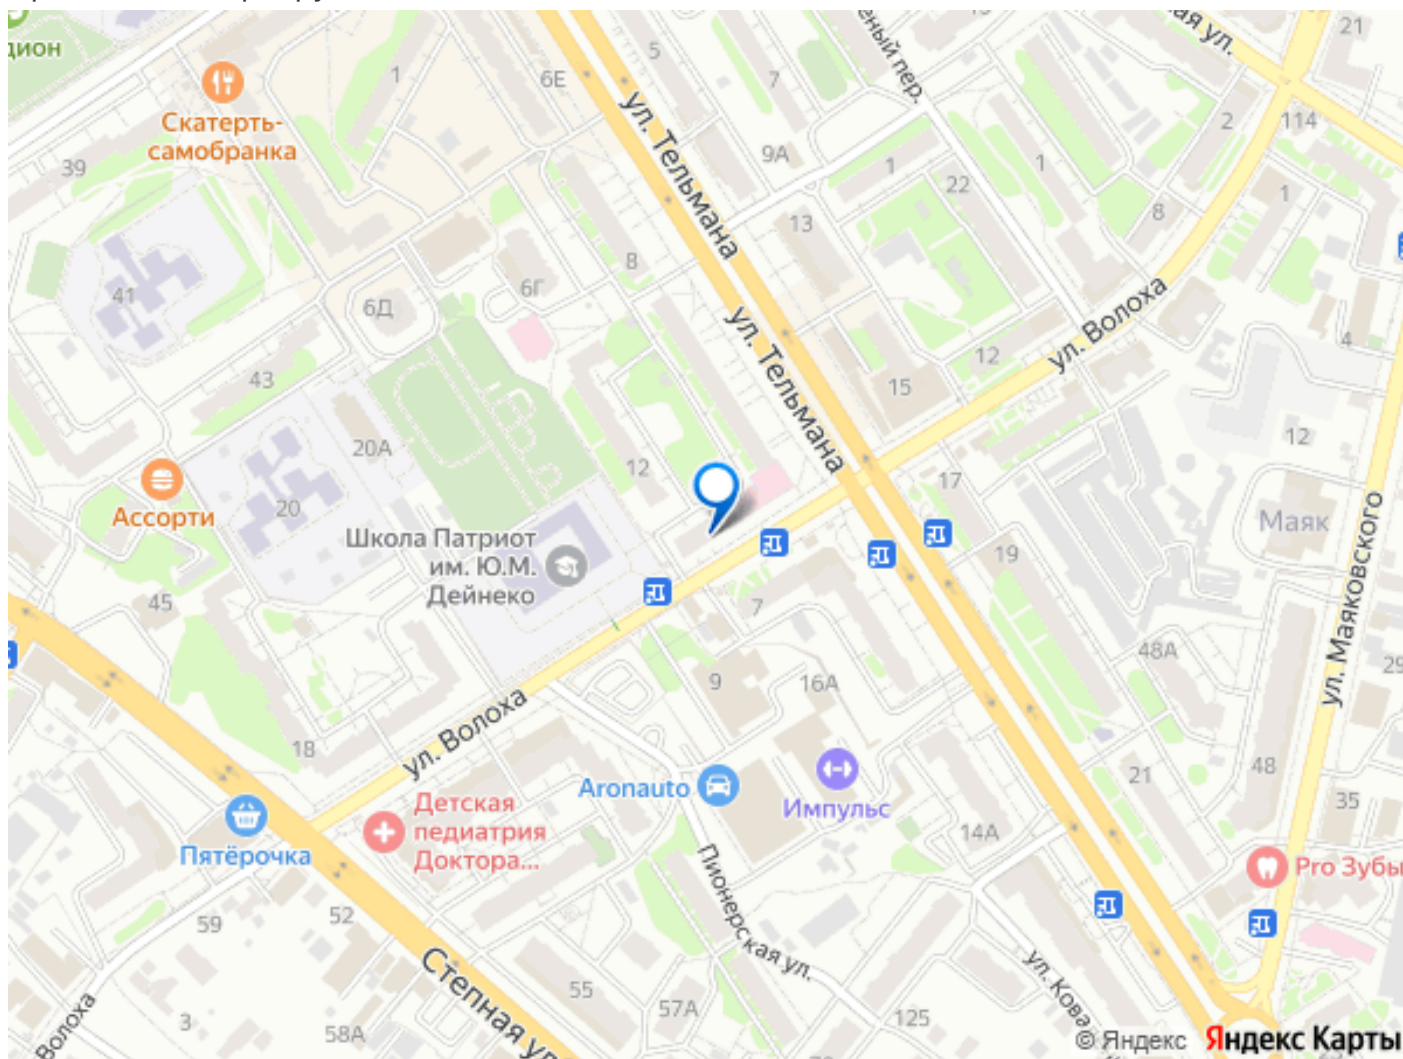 дион
Скатерть-
самобранка
39
1
6Е
5
7
9А
еный пер.
ая ул.
21
2
114
1
1
22
1
8
13
ул. Тельмана
8
6Г
6Д
41
43
ул. Тельмана
ул. Волоха
12
15
4
12
Маяк
ул. Маяковского
20А
20
12
17
Ассорти
Школа Патриот
им. Ю.М.
Дейнеко
19
45
7
48А
29
9
16А
18
ул. Волоха
Aronauto
Импульс
21
48
35
Детская
педиатрия
Доктора...
Пятёрочка
14А
Pro Зубы
Пионерская ул.
59
52
Степная ул
55
57А
125
ул. Кова
Волоха
3
58А
© Яндекс Яндекс Карты